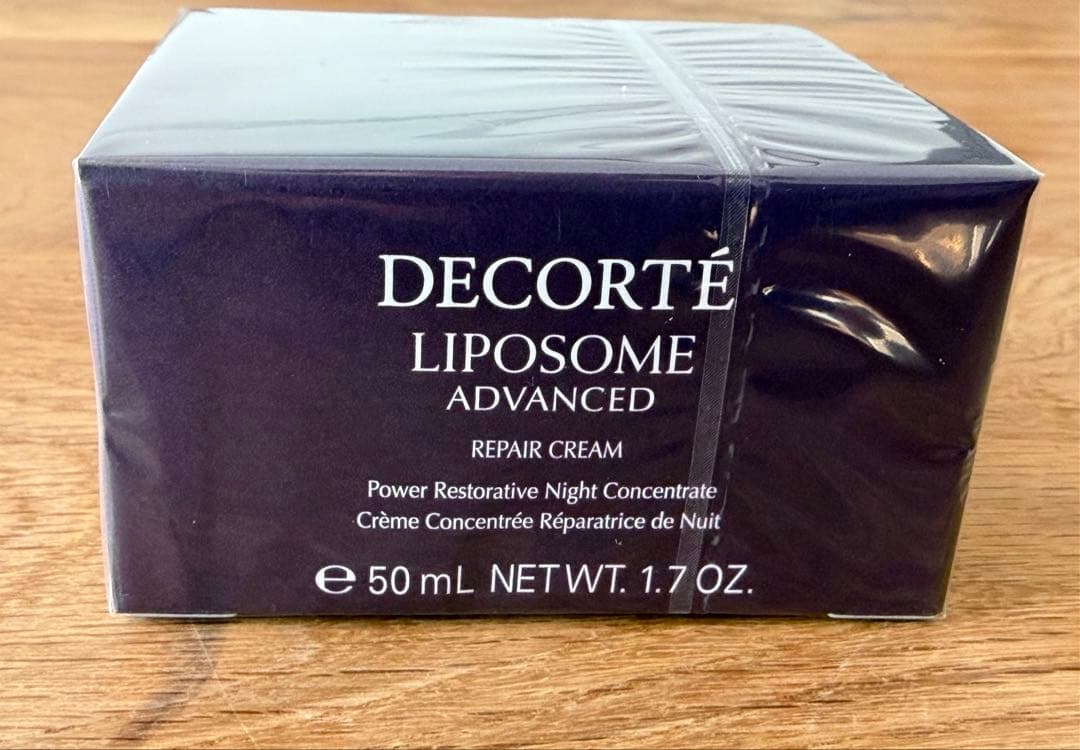 DECORTÉ
LIPOSOME
ADVANCED
REPAIR CREAM
Power Restorative Night Concentrate
Crème Concentrée Réparatrice de Nuit
℮ 50 mL NET WT. 1.7 OZ.